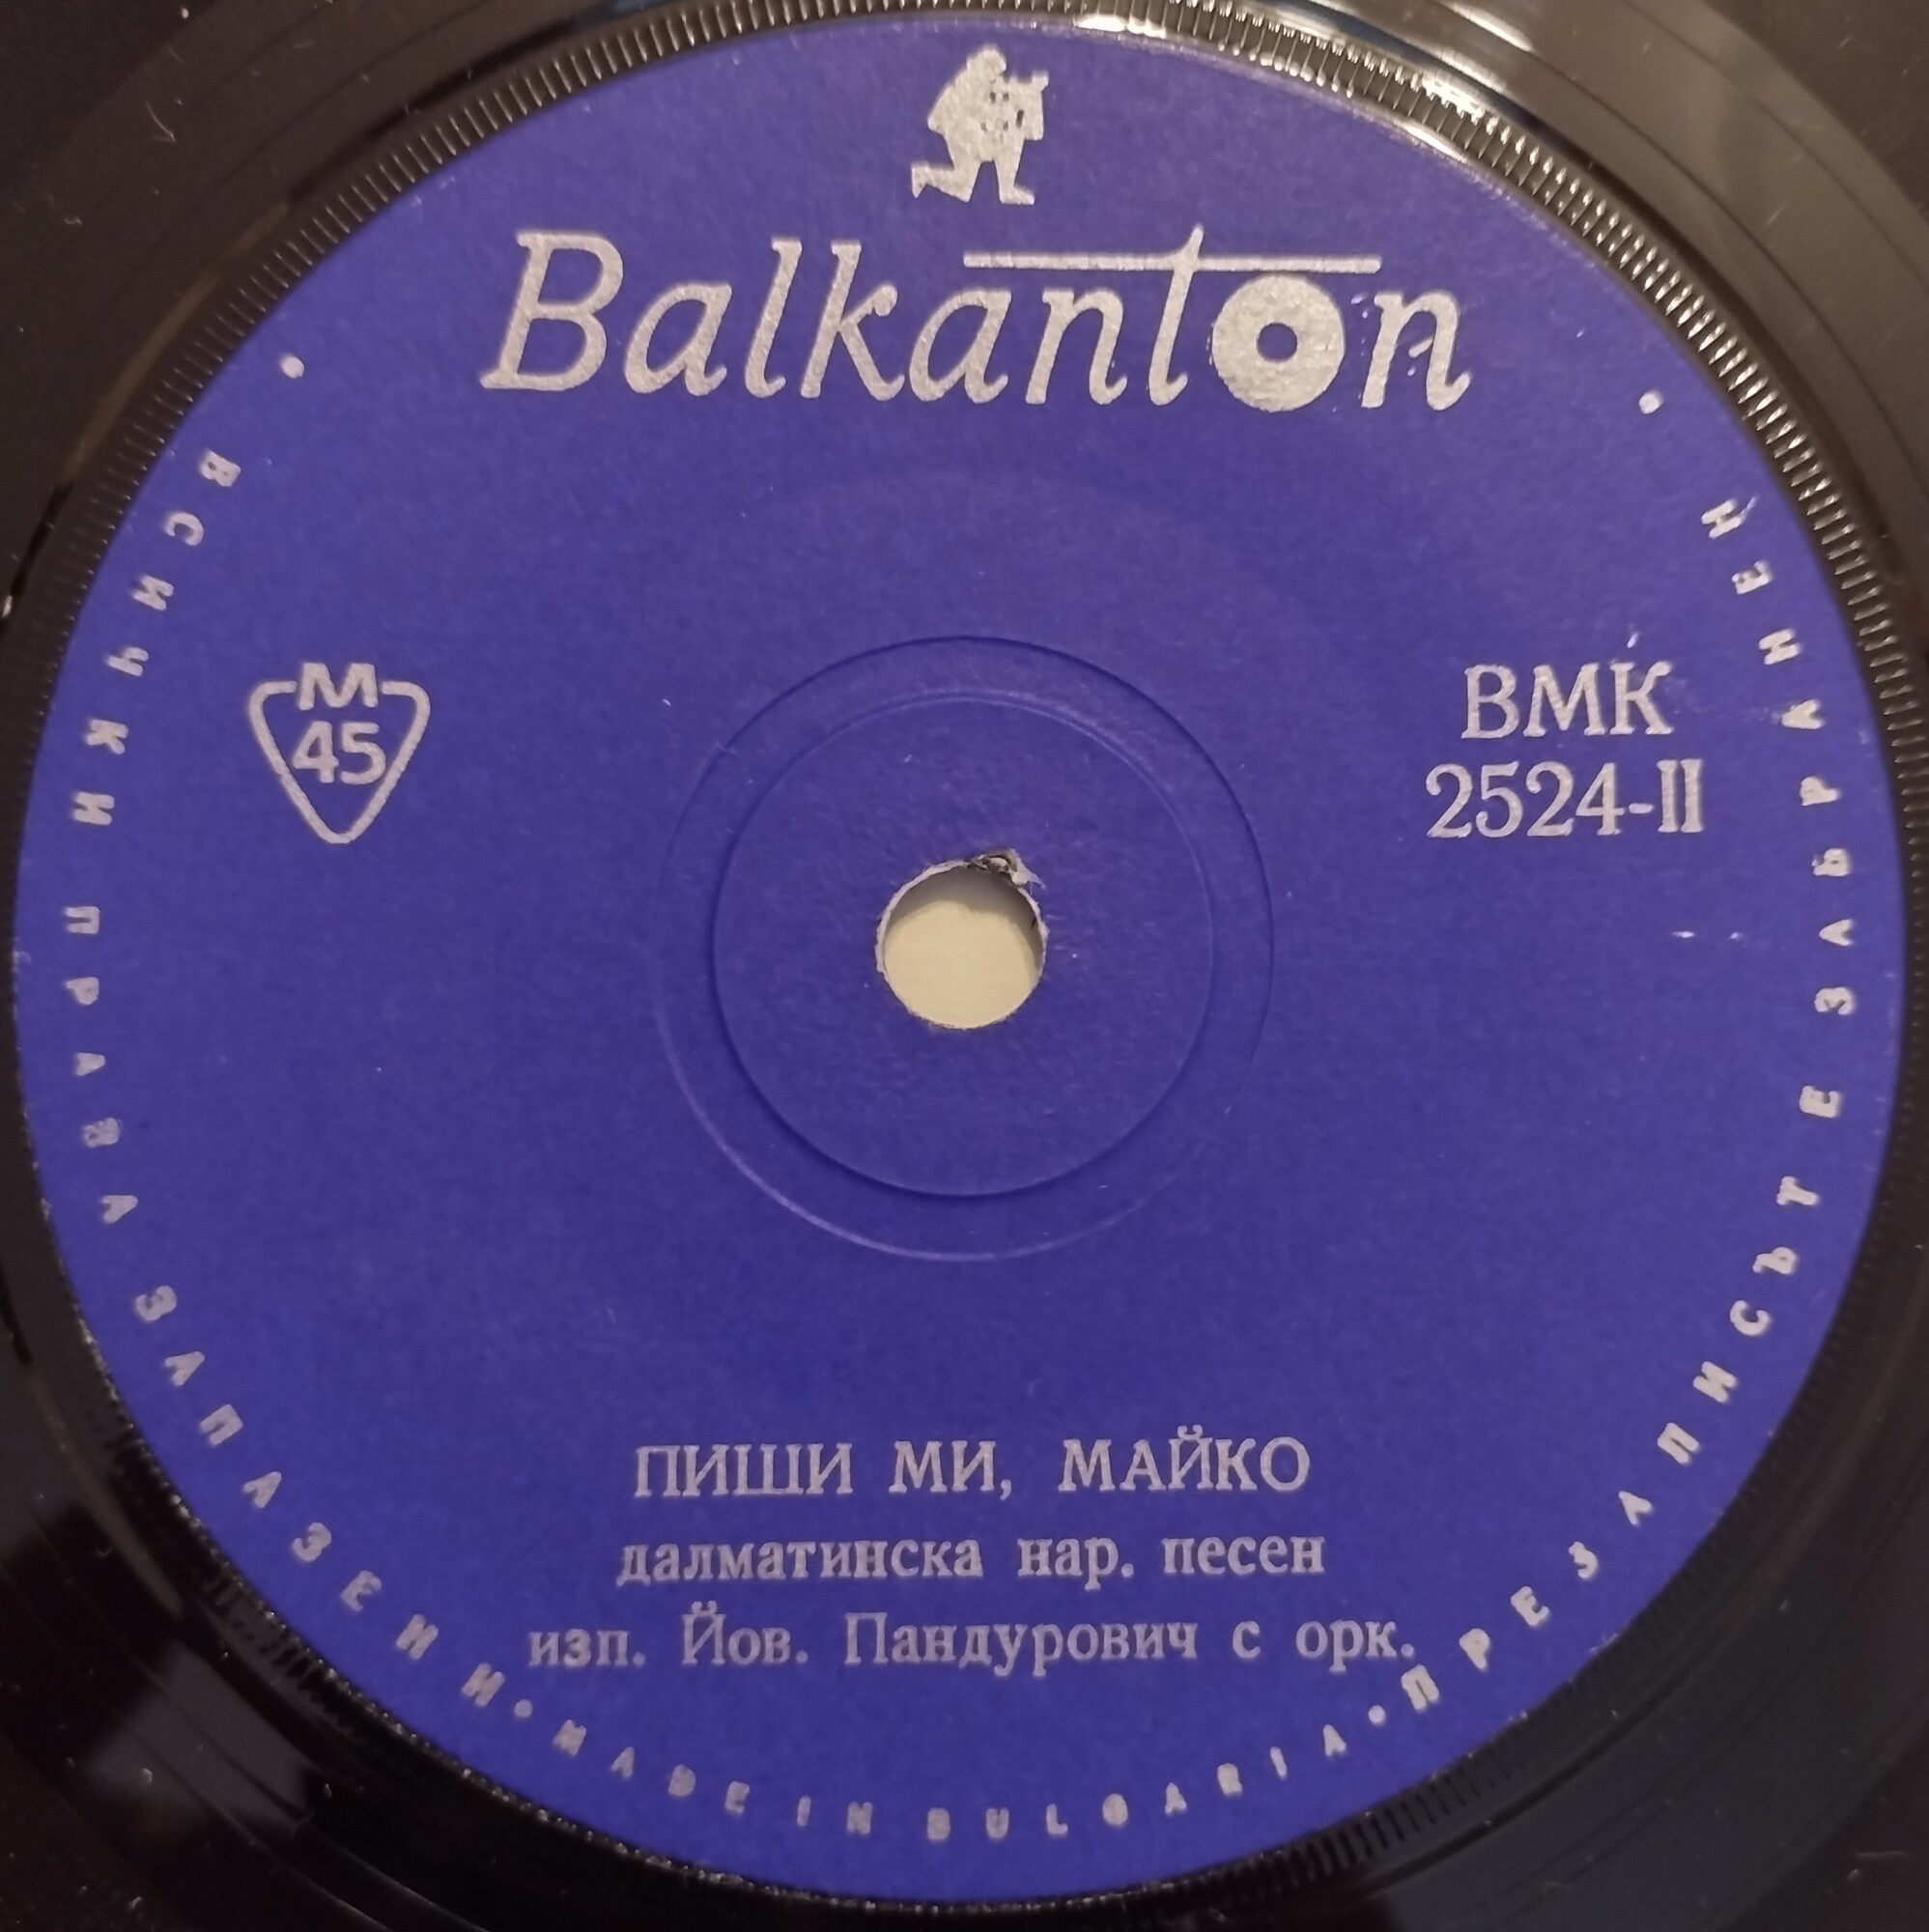 Balkanton
М
45
ВМК
2524-II
ПИШИ МИ, МАЙКО
далматинска нар. песен
изп. Йов. Пандурович с орк.
• ВСИЧКИ ПРАВА ЗАПАЗЕНИ • MADE IN BULGARIA • ПРЕЗАПИСЪТ Е ЗАБРАНЕН •